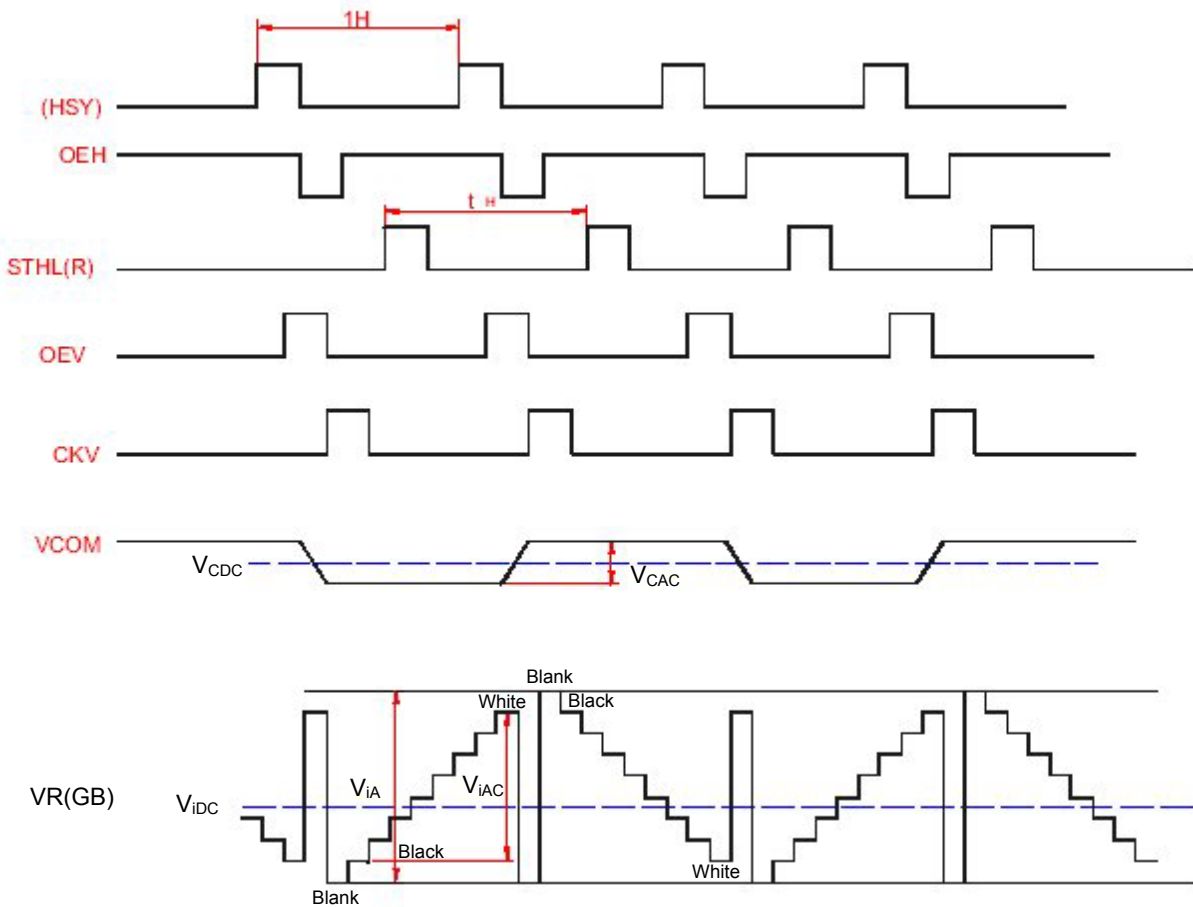 1H
(HSY)
OEH
t H
STHL(R)
OEV
CKV
VCOM
VCDC
VCAC
Blank
White
Black
ViA
ViAC
VR(GB)
ViDC
Black
White
Blank